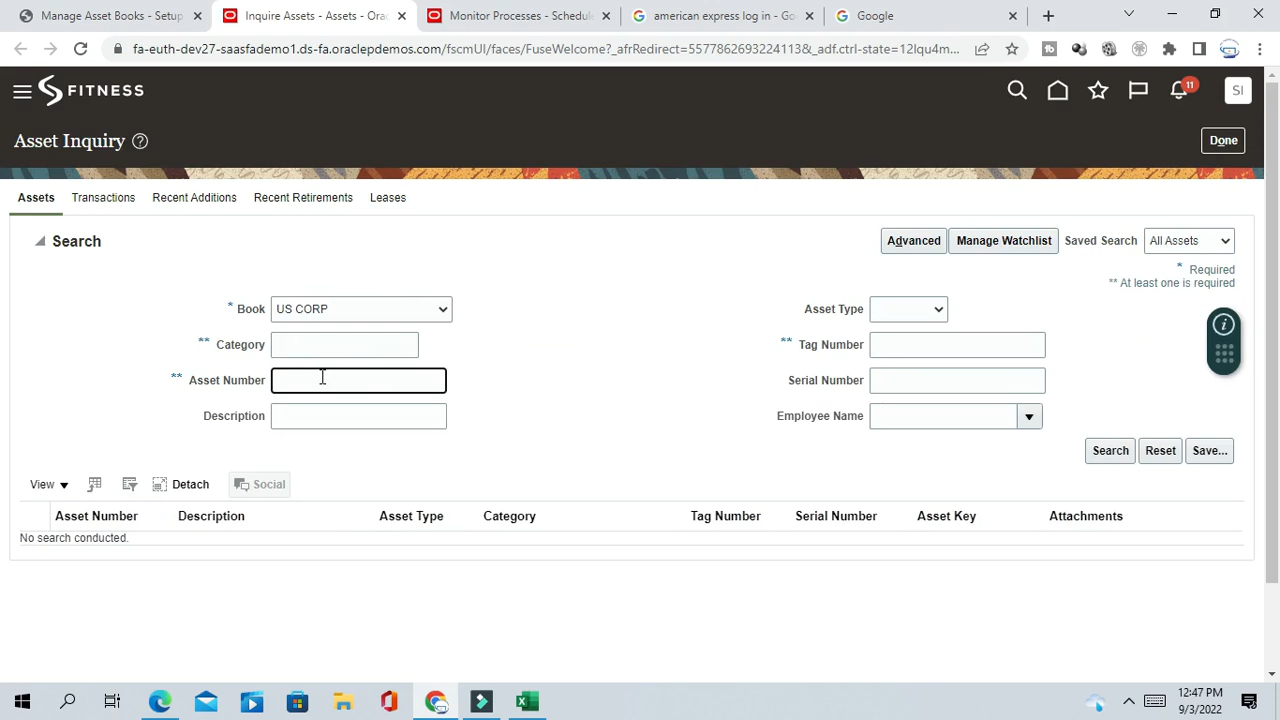 Manage Asset Books - Setup
Inquire Assets - Assets - Orac
Monitor Processes - Schedule
american express log in - Go
Google
fa-euth-dev27-saasfademo1.ds-fa.oraclepdemos.com/fscmUI/faces/FuseWelcome?_afrRedirect=5577862693224113&_adf.ctrl-state=12lqu4m...
FITNESS
11
SI
Asset Inquiry
Done
Assets
Transactions
Recent Additions
Recent Retirements
Leases
Search
Advanced
Manage Watchlist
Saved Search
All Assets
* Required
** At least one is required
* Book
US CORP
Asset Type
** Category
** Tag Number
** Asset Number
Serial Number
Description
Employee Name
Search
Reset
Save...
View
Detach
Social
Asset Number
Description
Asset Type
Category
Tag Number
Serial Number
Asset Key
Attachments
No search conducted.
12:47 PM
9/3/2022